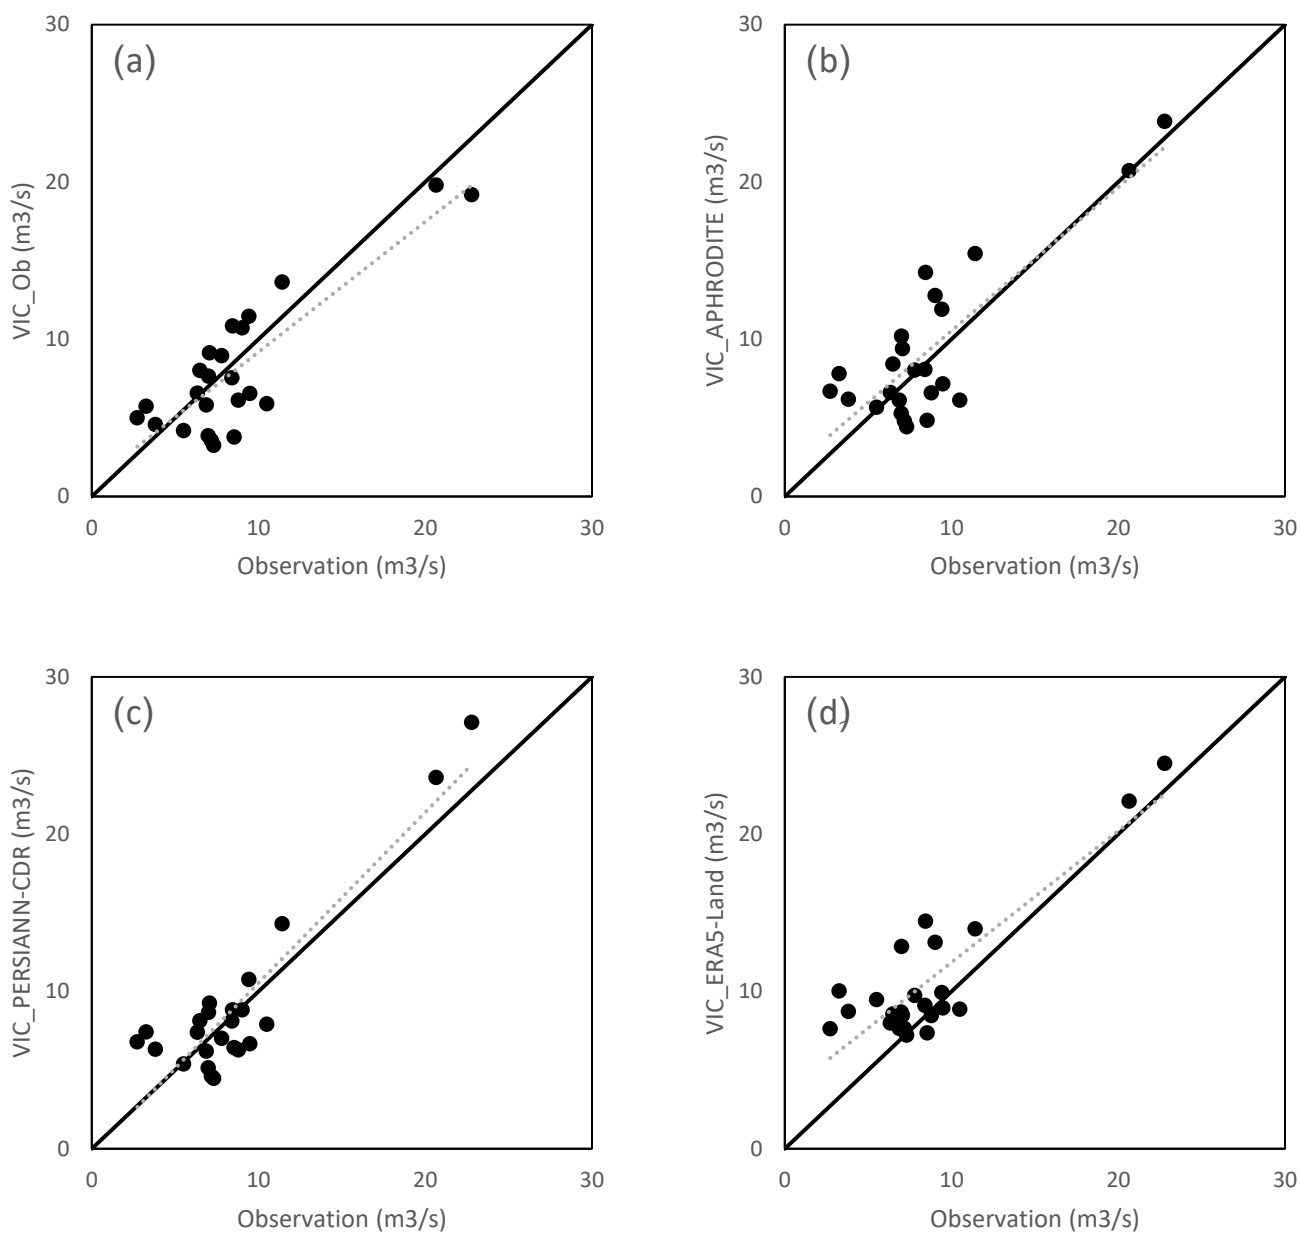 (a)
30
20
10
0
VIC_Ob (m3/s)
0 10 20 30
Observation (m3/s)
(b)
30
20
10
0
VIC_APHRODITE (m3/s)
0 10 20 30
Observation (m3/s)
(c)
30
20
10
0
VIC_PERSIANN-CDR (m3/s)
0 10 20 30
Observation (m3/s)
(d)
30
20
10
0
VIC_ERA5-Land (m3/s)
0 10 20 30
Observation (m3/s)